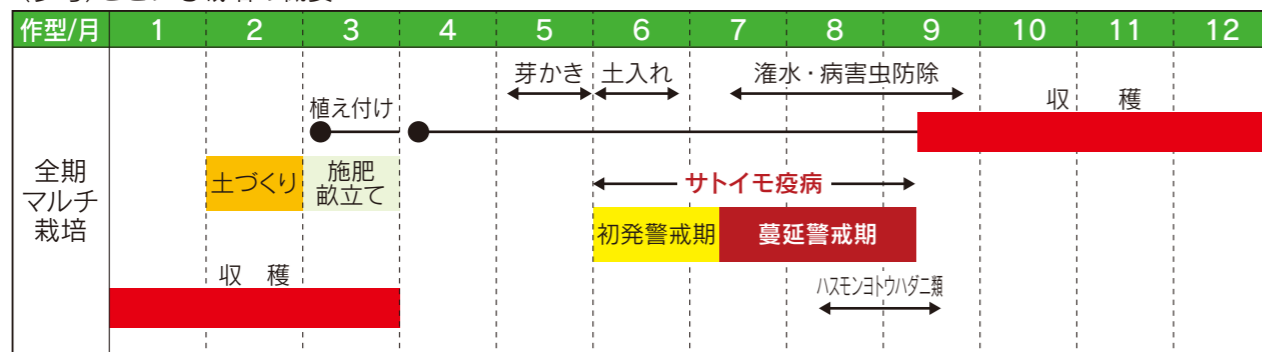 作型/月 1 2 3 4 5 6 7 8 9 10 11 12
芽かき 土入れ 潅水・病害虫防除
植え付け
収 穫
全期
マルチ
栽培
土づくり
施肥
畝立て
サトイモ疫病
初発警戒期 蔓延警戒期
収 穫
ハスモンヨトウハダニ類